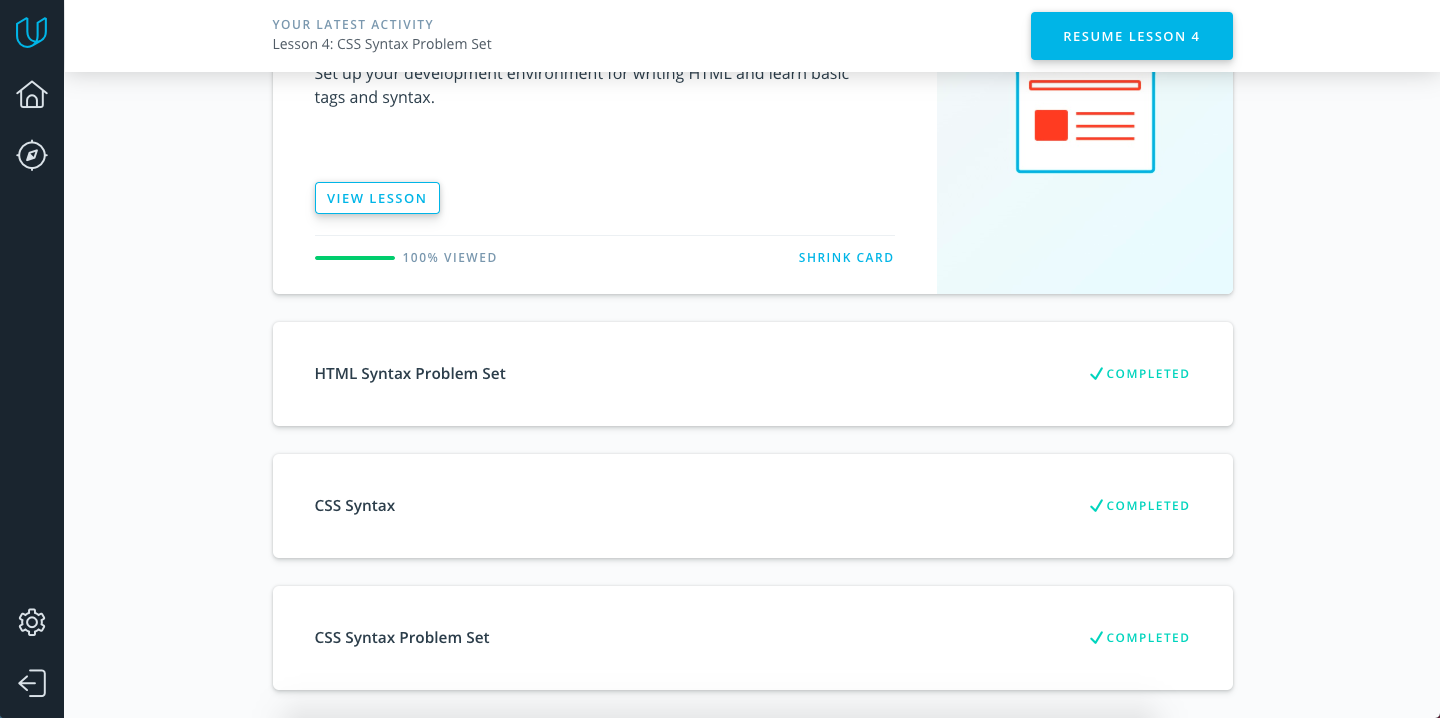 YOUR LATEST ACTIVITY
Lesson 4: CSS Syntax Problem Set
RESUME LESSON 4
Set up your development environment for writing HTML and learn basic
tags and syntax.
VIEW LESSON
100% VIEWED
SHRINK CARD
HTML Syntax Problem Set
COMPLETED
CSS Syntax
COMPLETED
CSS Syntax Problem Set
COMPLETED